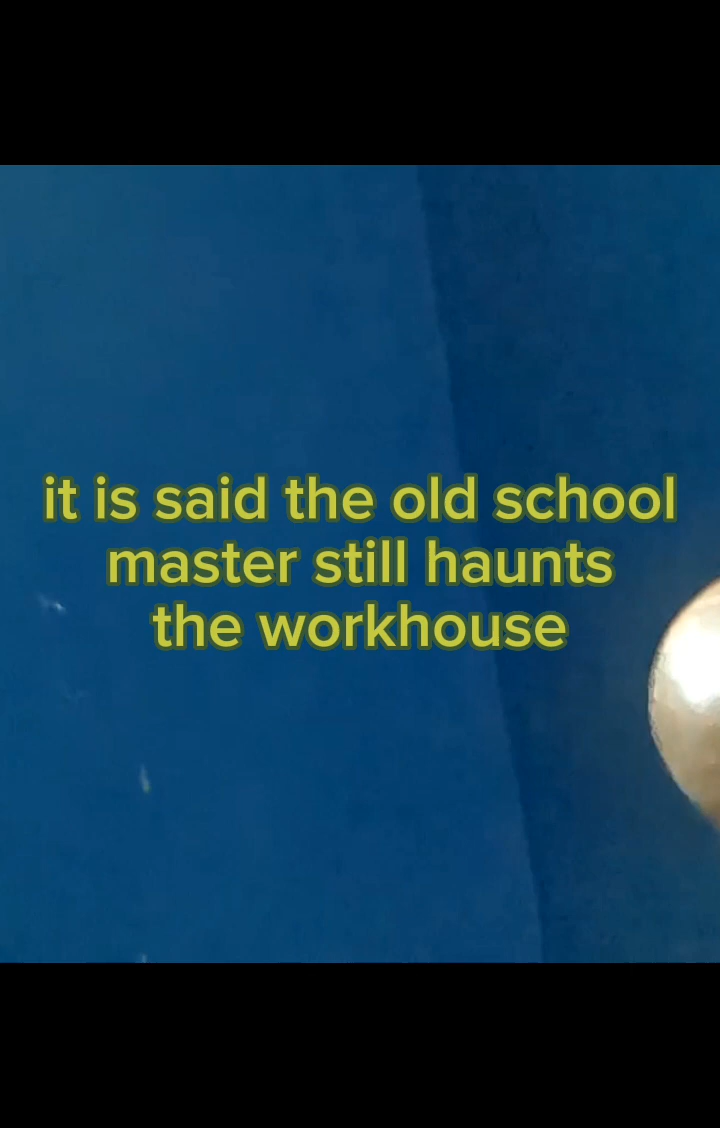 it is said the old school
master still haunts
the workhouse